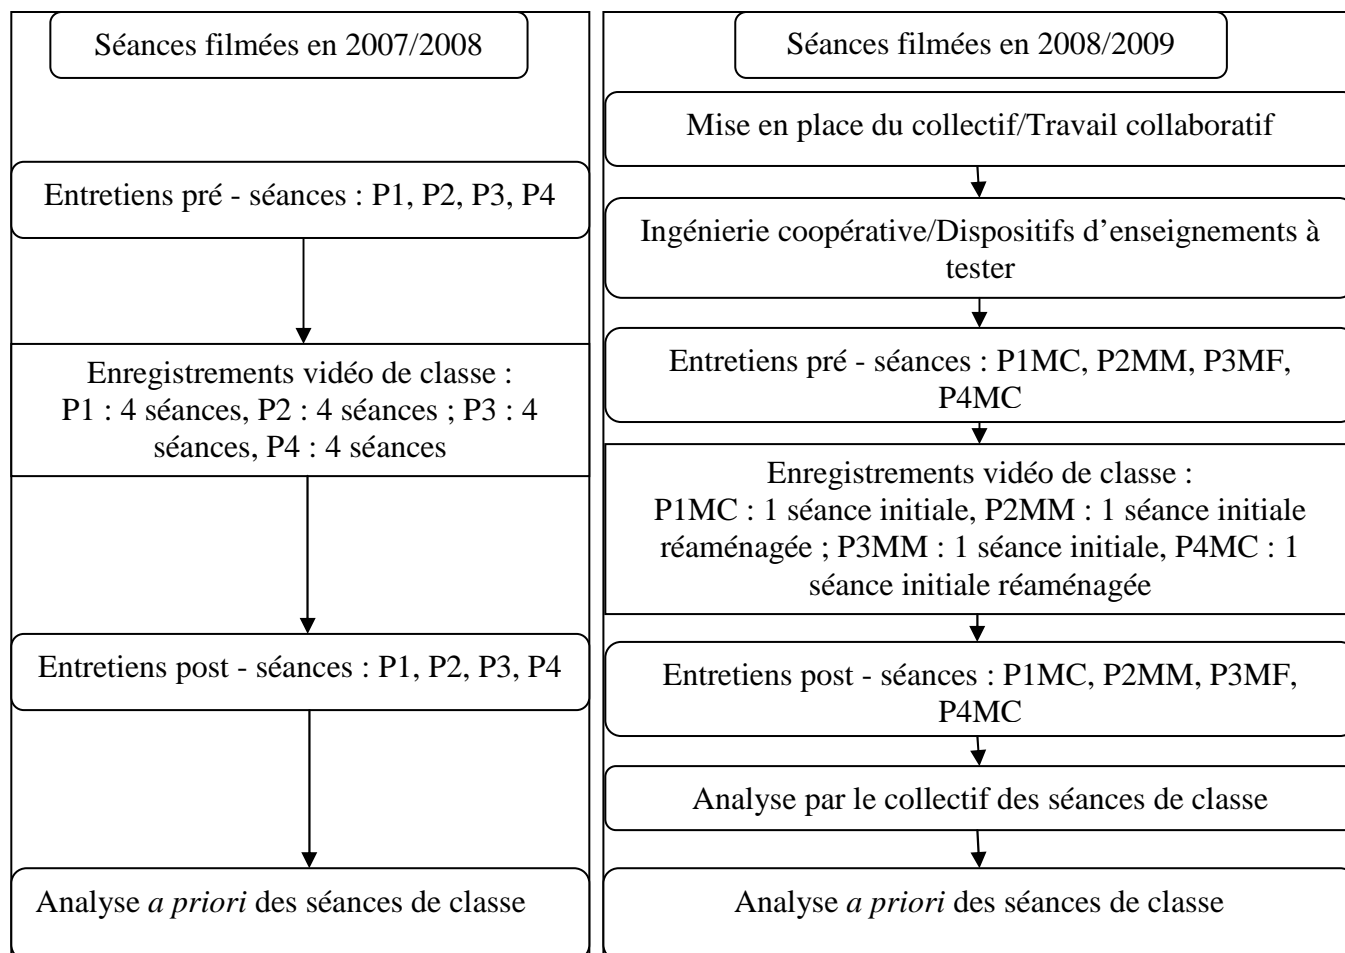 Séances filmées en 2007/2008
Entretiens pré - séances : P1, P2, P3, P4
Enregistrements vidéo de classe :
P1 : 4 séances, P2 : 4 séances ; P3 : 4
séances, P4 : 4 séances
Entretiens post - séances : P1, P2, P3, P4
Analyse a priori des séances de classe
Séances filmées en 2008/2009
Mise en place du collectif/Travail collaboratif
Ingénierie coopérative/Dispositifs d’enseignements à
tester
Entretiens pré - séances : P1MC, P2MM, P3MF,
P4MC
Enregistrements vidéo de classe :
P1MC : 1 séance initiale, P2MM : 1 séance initiale
réaménagée ; P3MM : 1 séance initiale, P4MC : 1
séance initiale réaménagée
Entretiens post - séances : P1MC, P2MM, P3MF,
P4MC
Analyse par le collectif des séances de classe
Analyse a priori des séances de classe